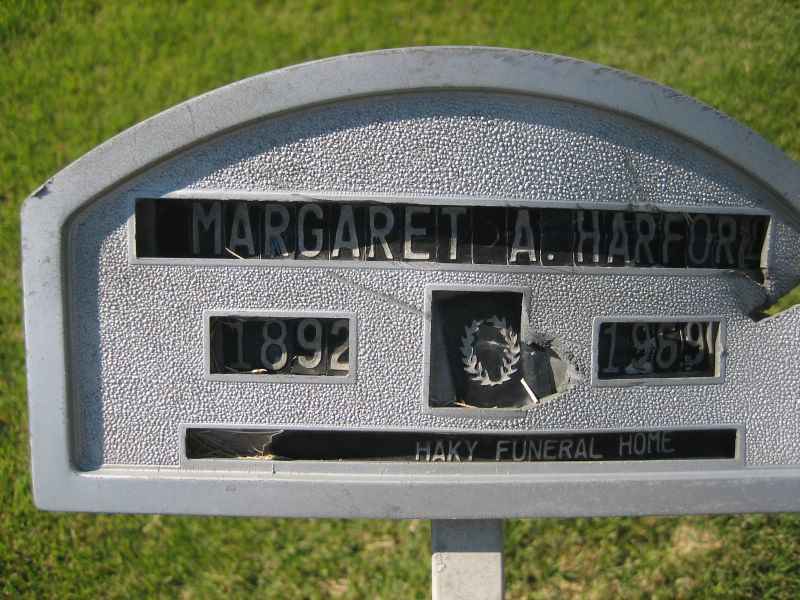 MARGARET A. HARFORD
1892 1969
HAKY FUNERAL HOME